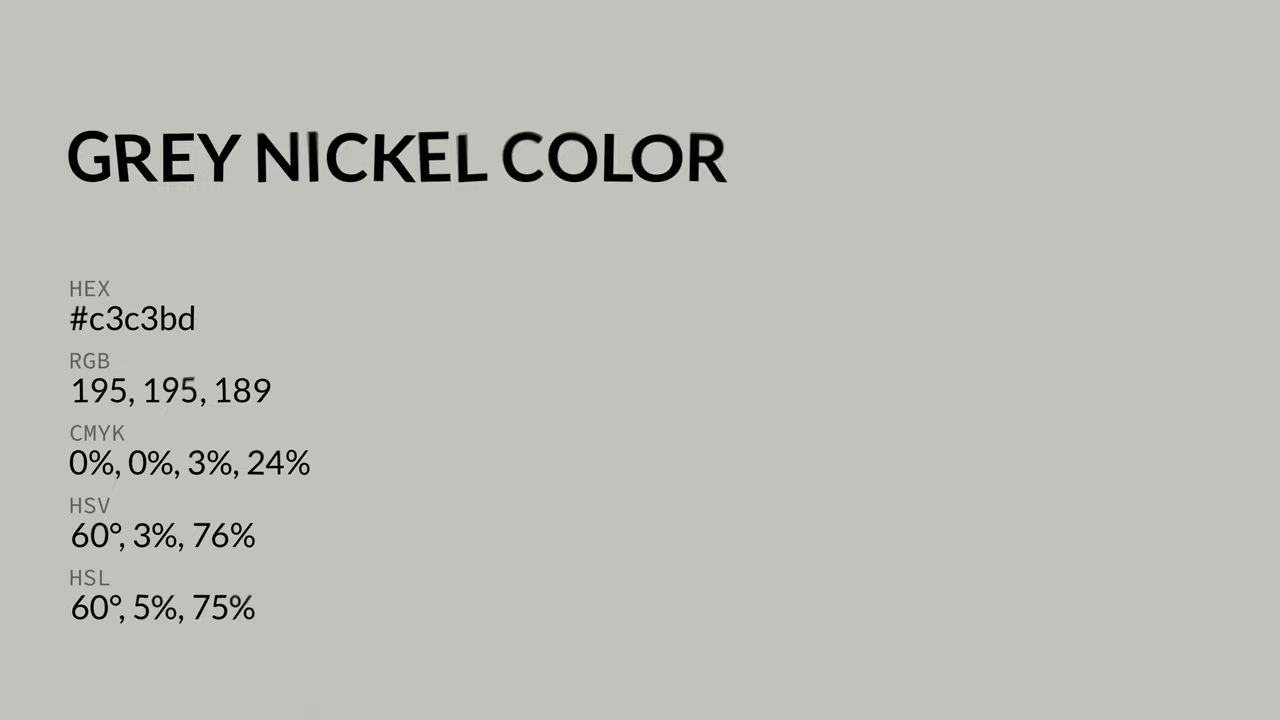 GREY NICKEL COLOR
HEX
#c3c3bd
RGB
195, 195, 189
CMYK
0%, 0%, 3%, 24%
HSV
60°, 3%, 76%
HSL
60°, 5%, 75%